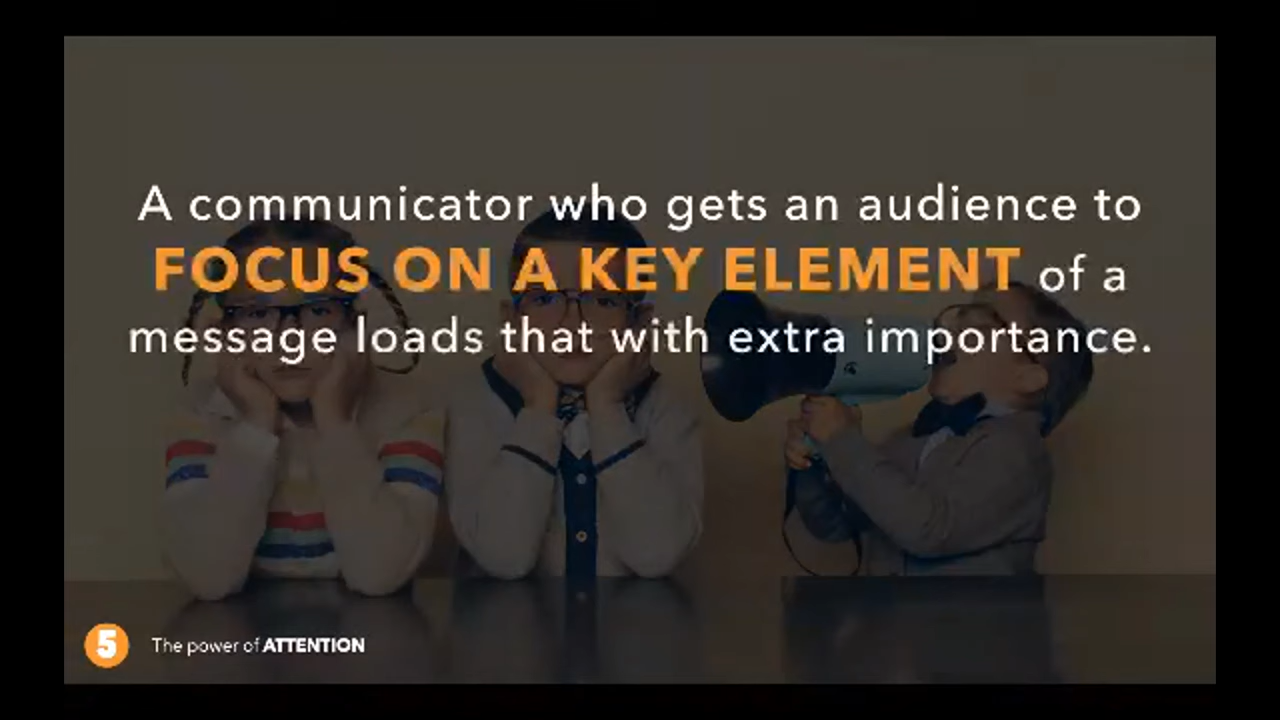 A communicator who gets an audience to
FOCUS ON A KEY ELEMENT of a
message loads that with extra importance.
5 The power of ATTENTION